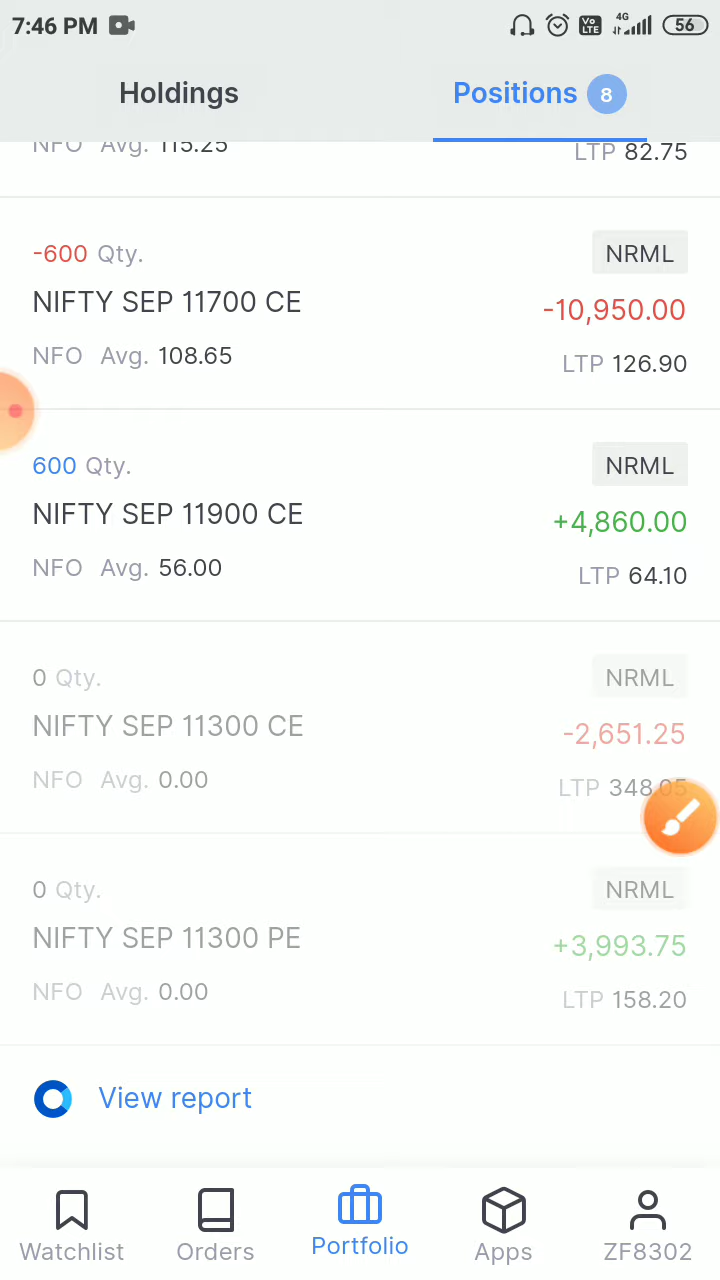 7:46 PM 4G Vo LTE 56
Holdings Positions 8
NFO Avg. 115.25 LTP 82.75
-600 Qty. NRML
NIFTY SEP 11700 CE -10,950.00
NFO Avg. 108.65 LTP 126.90
600 Qty. NRML
NIFTY SEP 11900 CE +4,860.00
NFO Avg. 56.00 LTP 64.10
0 Qty. NRML
NIFTY SEP 11300 CE -2,651.25
NFO Avg. 0.00 LTP 348.05
0 Qty. NRML
NIFTY SEP 11300 PE +3,993.75
NFO Avg. 0.00 LTP 158.20
View report
Watchlist Orders Portfolio Apps ZF8302